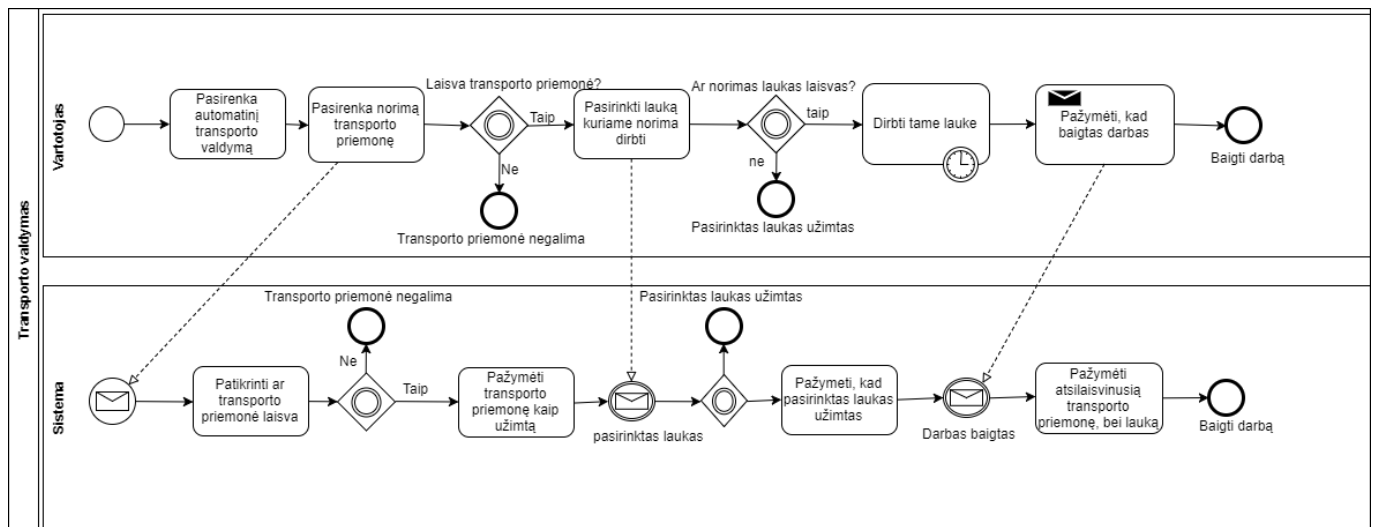 Transporto valdymas
Vartotojas
Pasirenka
automatinį
transporto
valdymą
Pasirenka norimą
transporto
priemonę
Laisva transporto priemonė?
Taip
Ne
Transporto priemonė negalima
Pasirinkti lauką
kuriame norima
dirbti
Ar norimas laukas laisvas?
taip
ne
Pasirinktas laukas užimtas
Dirbti tame lauke
Pažymėti, kad
baigtas darbas
Baigti darbą
Sistema
Patikrinti ar
transporto
priemonė laisva
Transporto priemonė negalima
Ne
Taip
Pažymėti
transporto
priemonę kaip
užimtą
pasirinktas laukas
Pasirinktas laukas užimtas
Pažymeti, kad
pasirinktas laukas
užimtas
Darbas baigtas
Pažymėti
atsilaisvinusią
transporto
priemonę, bei lauką
Baigti darbą